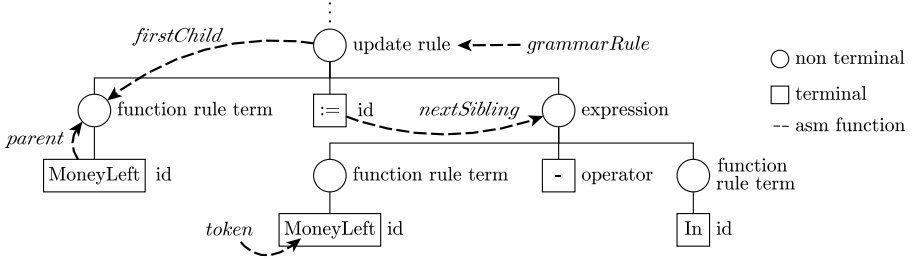 firstChild
update rule
grammarRule
non terminal
function rule term
:= id
nextSibling
expression
terminal
-- asm function
parent
MoneyLeft id
function rule term
- operator
function
rule term
token
MoneyLeft id
In id